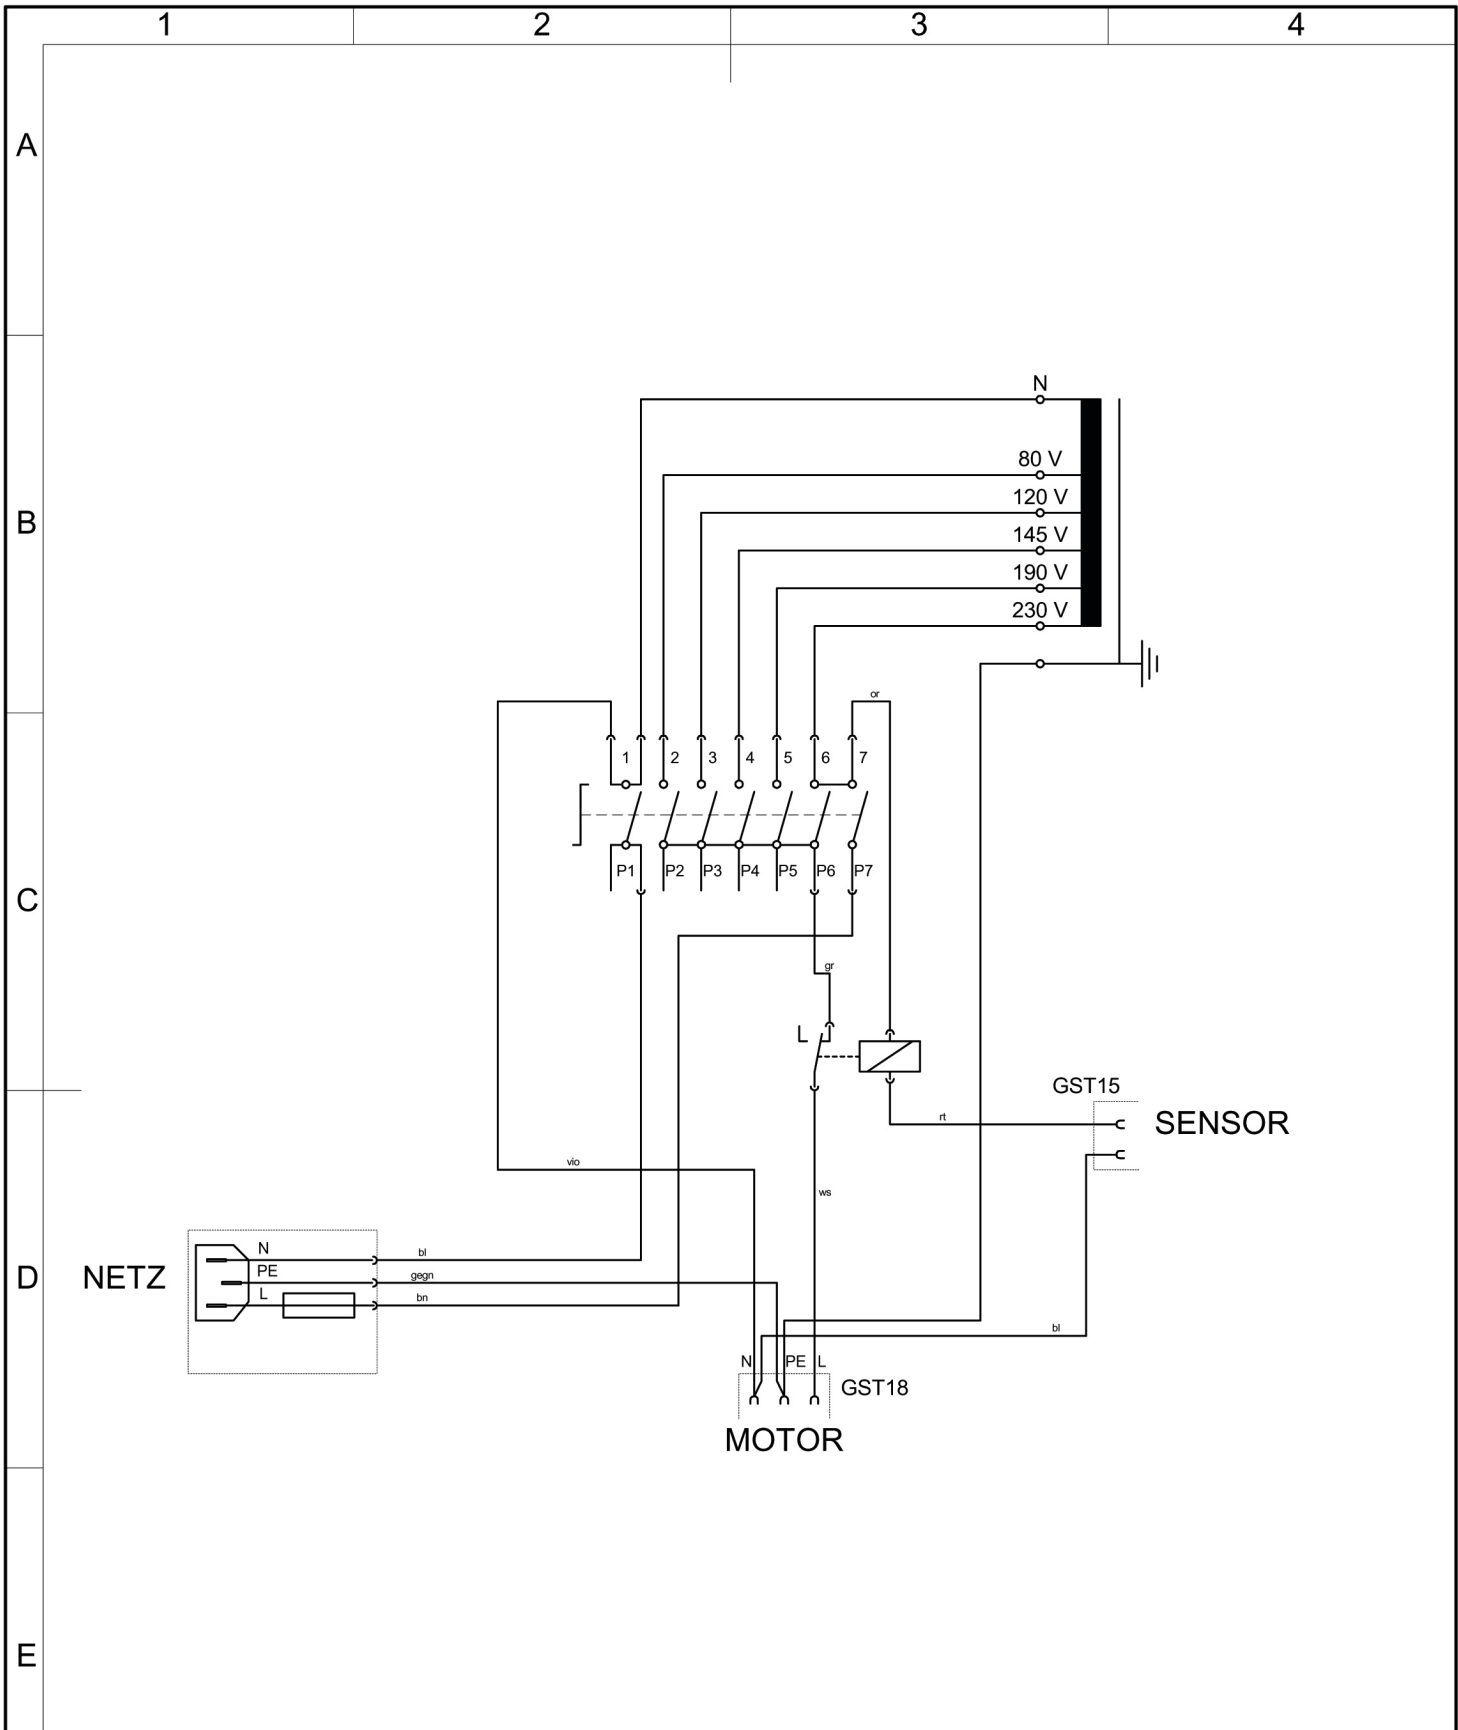 1 2 3 4
A
N
80 V
B
120 V
145 V
190 V
230 V
or
1 2 3 4 5 6 7
P1 P2 P3 P4 P5 P6 P7
C
gr
L
GST15
rt
SENSOR
vio
ws
N
bl
PE
gegn
D
NETZ
L
bn
bl
N PE L
GST18
MOTOR
E